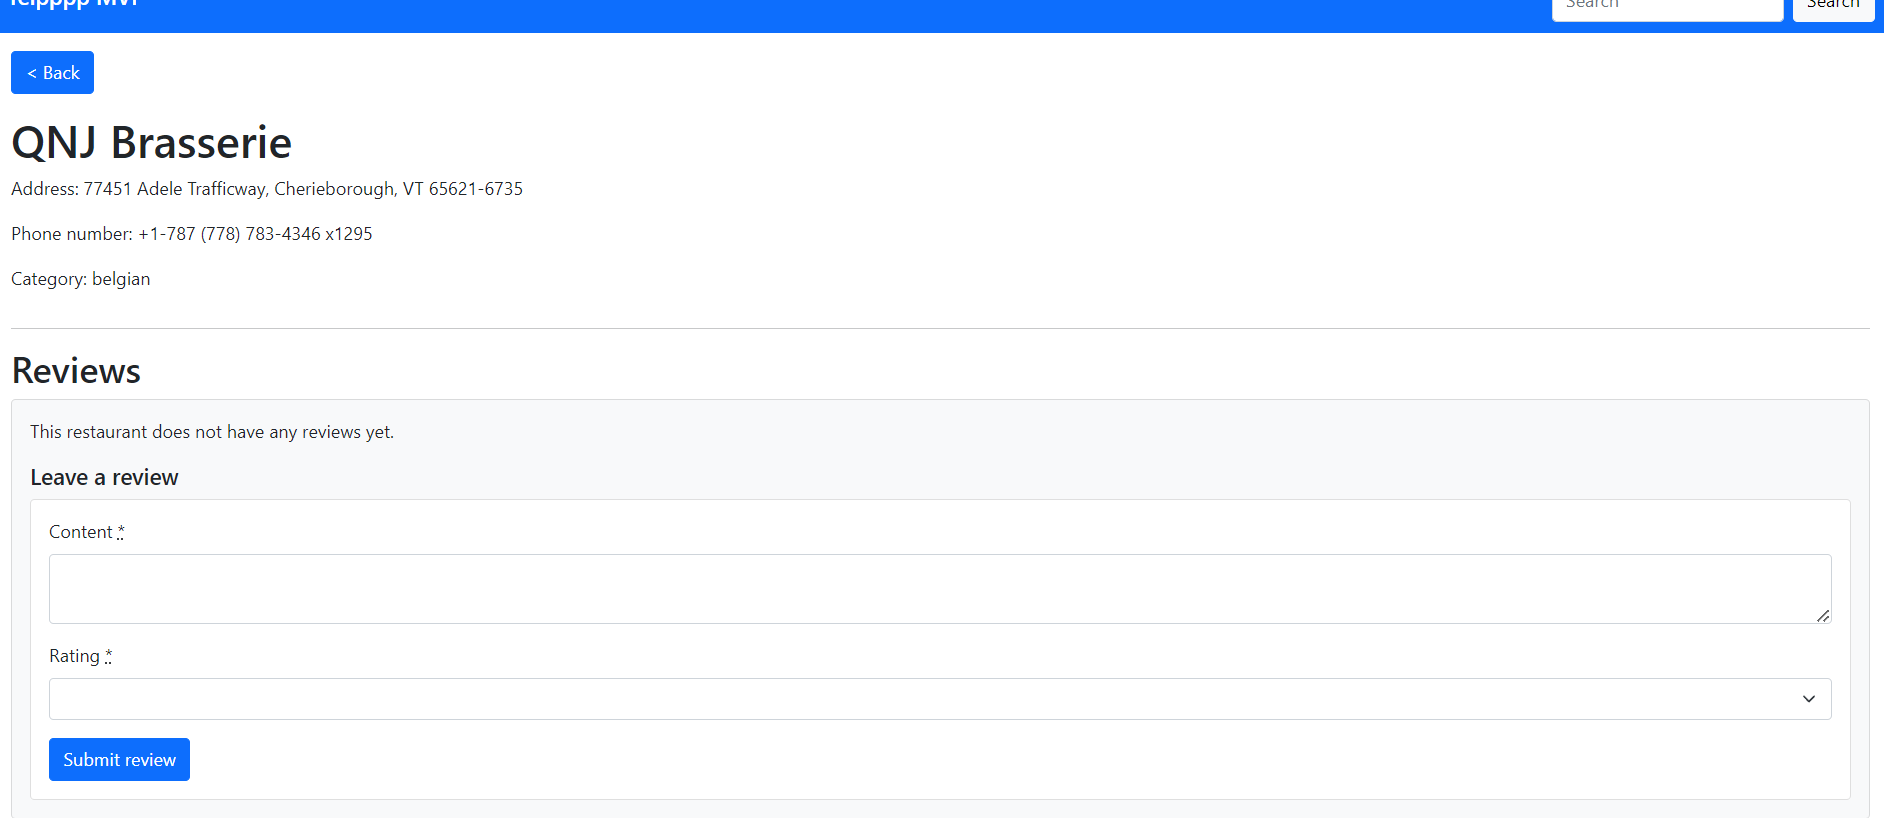 Search
Search
< Back
QNJ Brasserie
Address: 77451 Adele Trafficway, Cherieborough, VT 65621-6735
Phone number: +1-787 (778) 783-4346 x1295
Category: belgian
Reviews
This restaurant does not have any reviews yet.
Leave a review
Content *
Rating *
Submit review